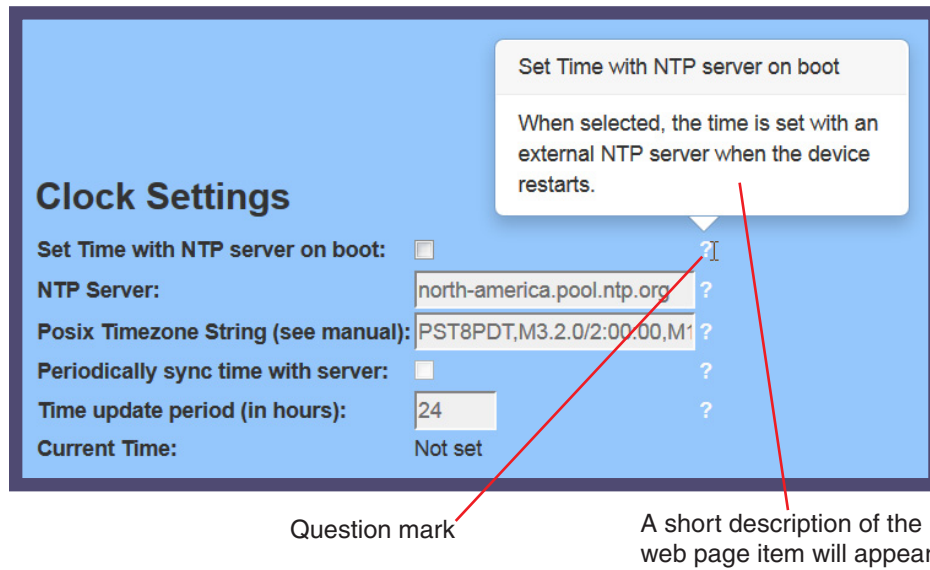 Set Time with NTP server on boot
When selected, the time is set with an
external NTP server when the device
restarts.
Clock Settings
Set Time with NTP server on boot: ?
NTP Server: north-america.pool.ntp.org ?
Posix Timezone String (see manual): PST8PDT,M3.2.0/2:00:00,M1 ?
Periodically sync time with server: ?
Time update period (in hours): 24 ?
Current Time: Not set
Question mark
A short description of the
web page item will appear